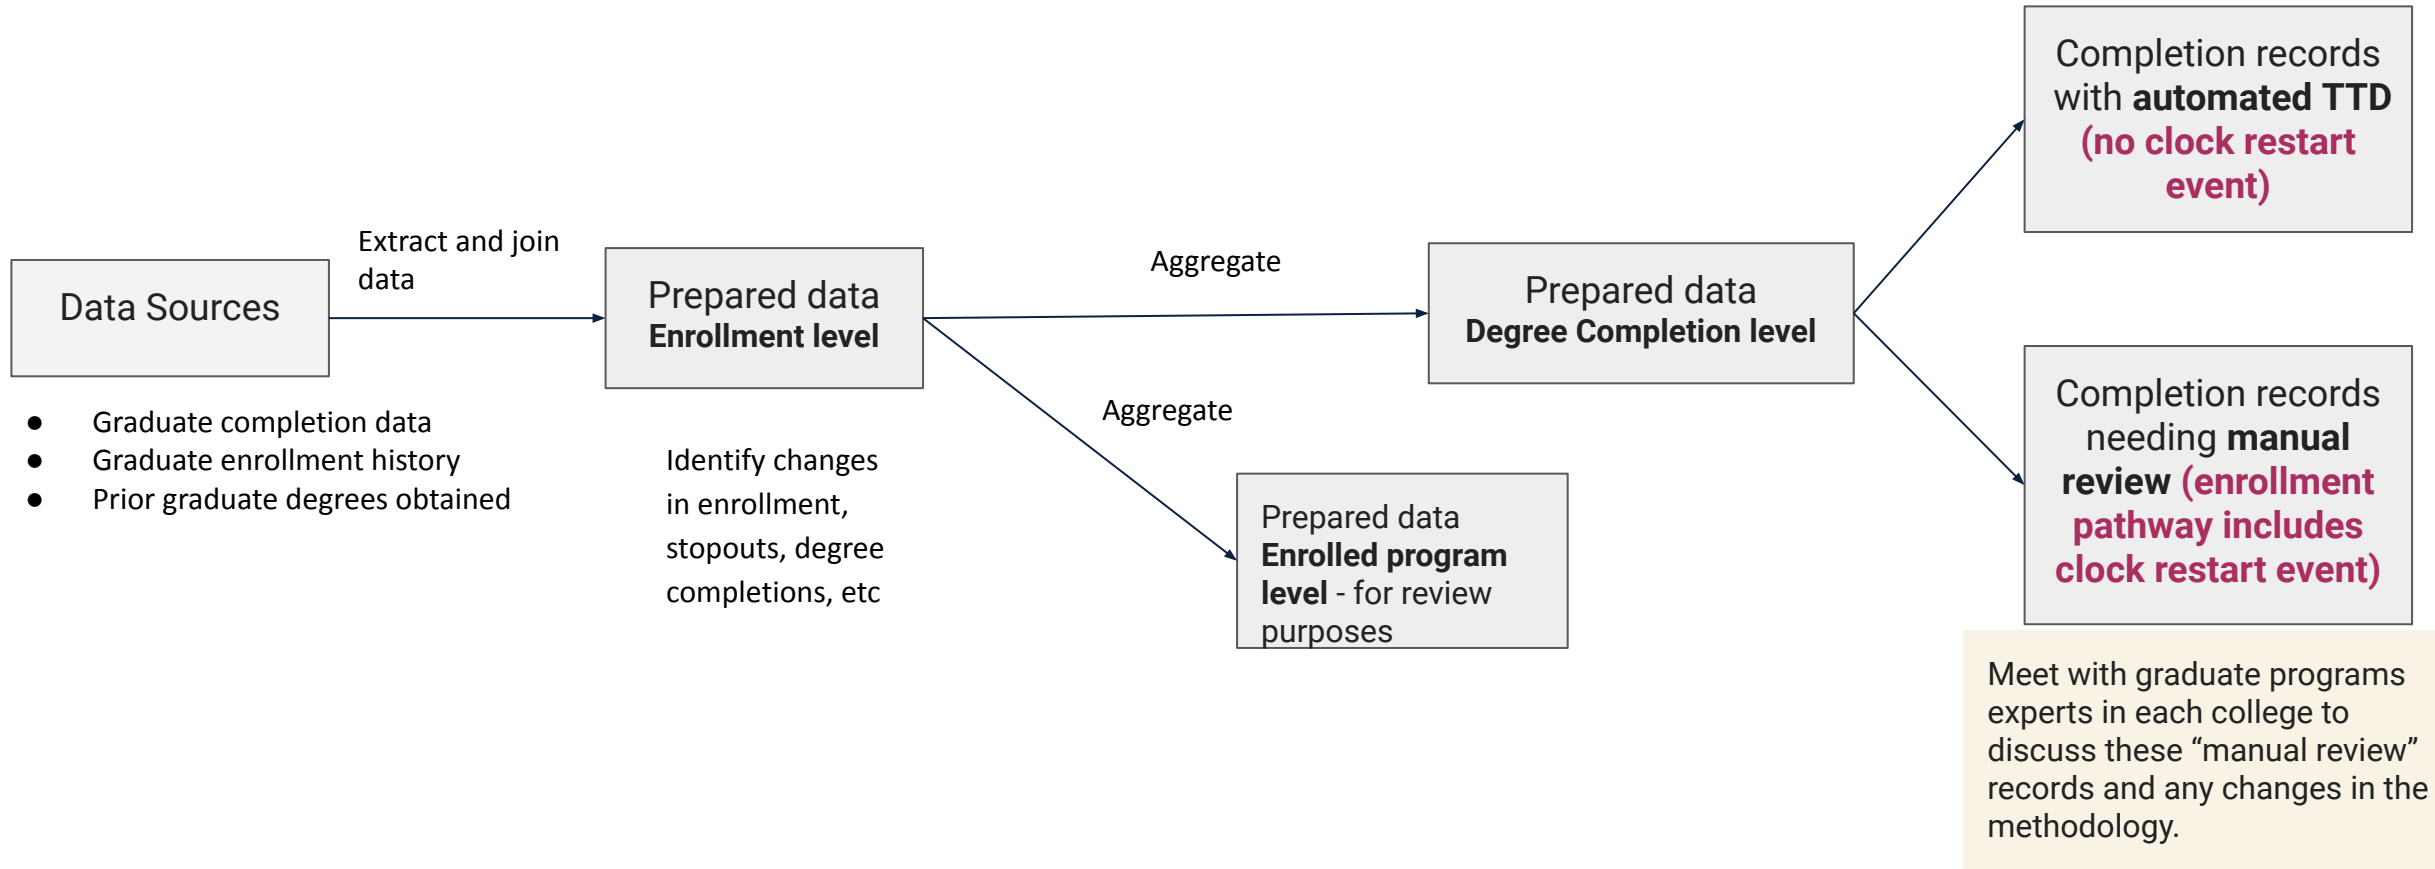 Data Sources
● Graduate completion data
● Graduate enrollment history
● Prior graduate degrees obtained
Extract and join
data
Prepared data
Enrollment level
Identify changes
in enrollment,
stopouts, degree
completions, etc
Aggregate
Aggregate
Prepared data
Enrolled program
level - for review
purposes
Prepared data
Degree Completion level
Completion records
with automated TTD
(no clock restart
event)
Completion records
needing manual
review (enrollment
pathway includes
clock restart event)
Meet with graduate programs
experts in each college to
discuss these “manual review”
records and any changes in the
methodology.